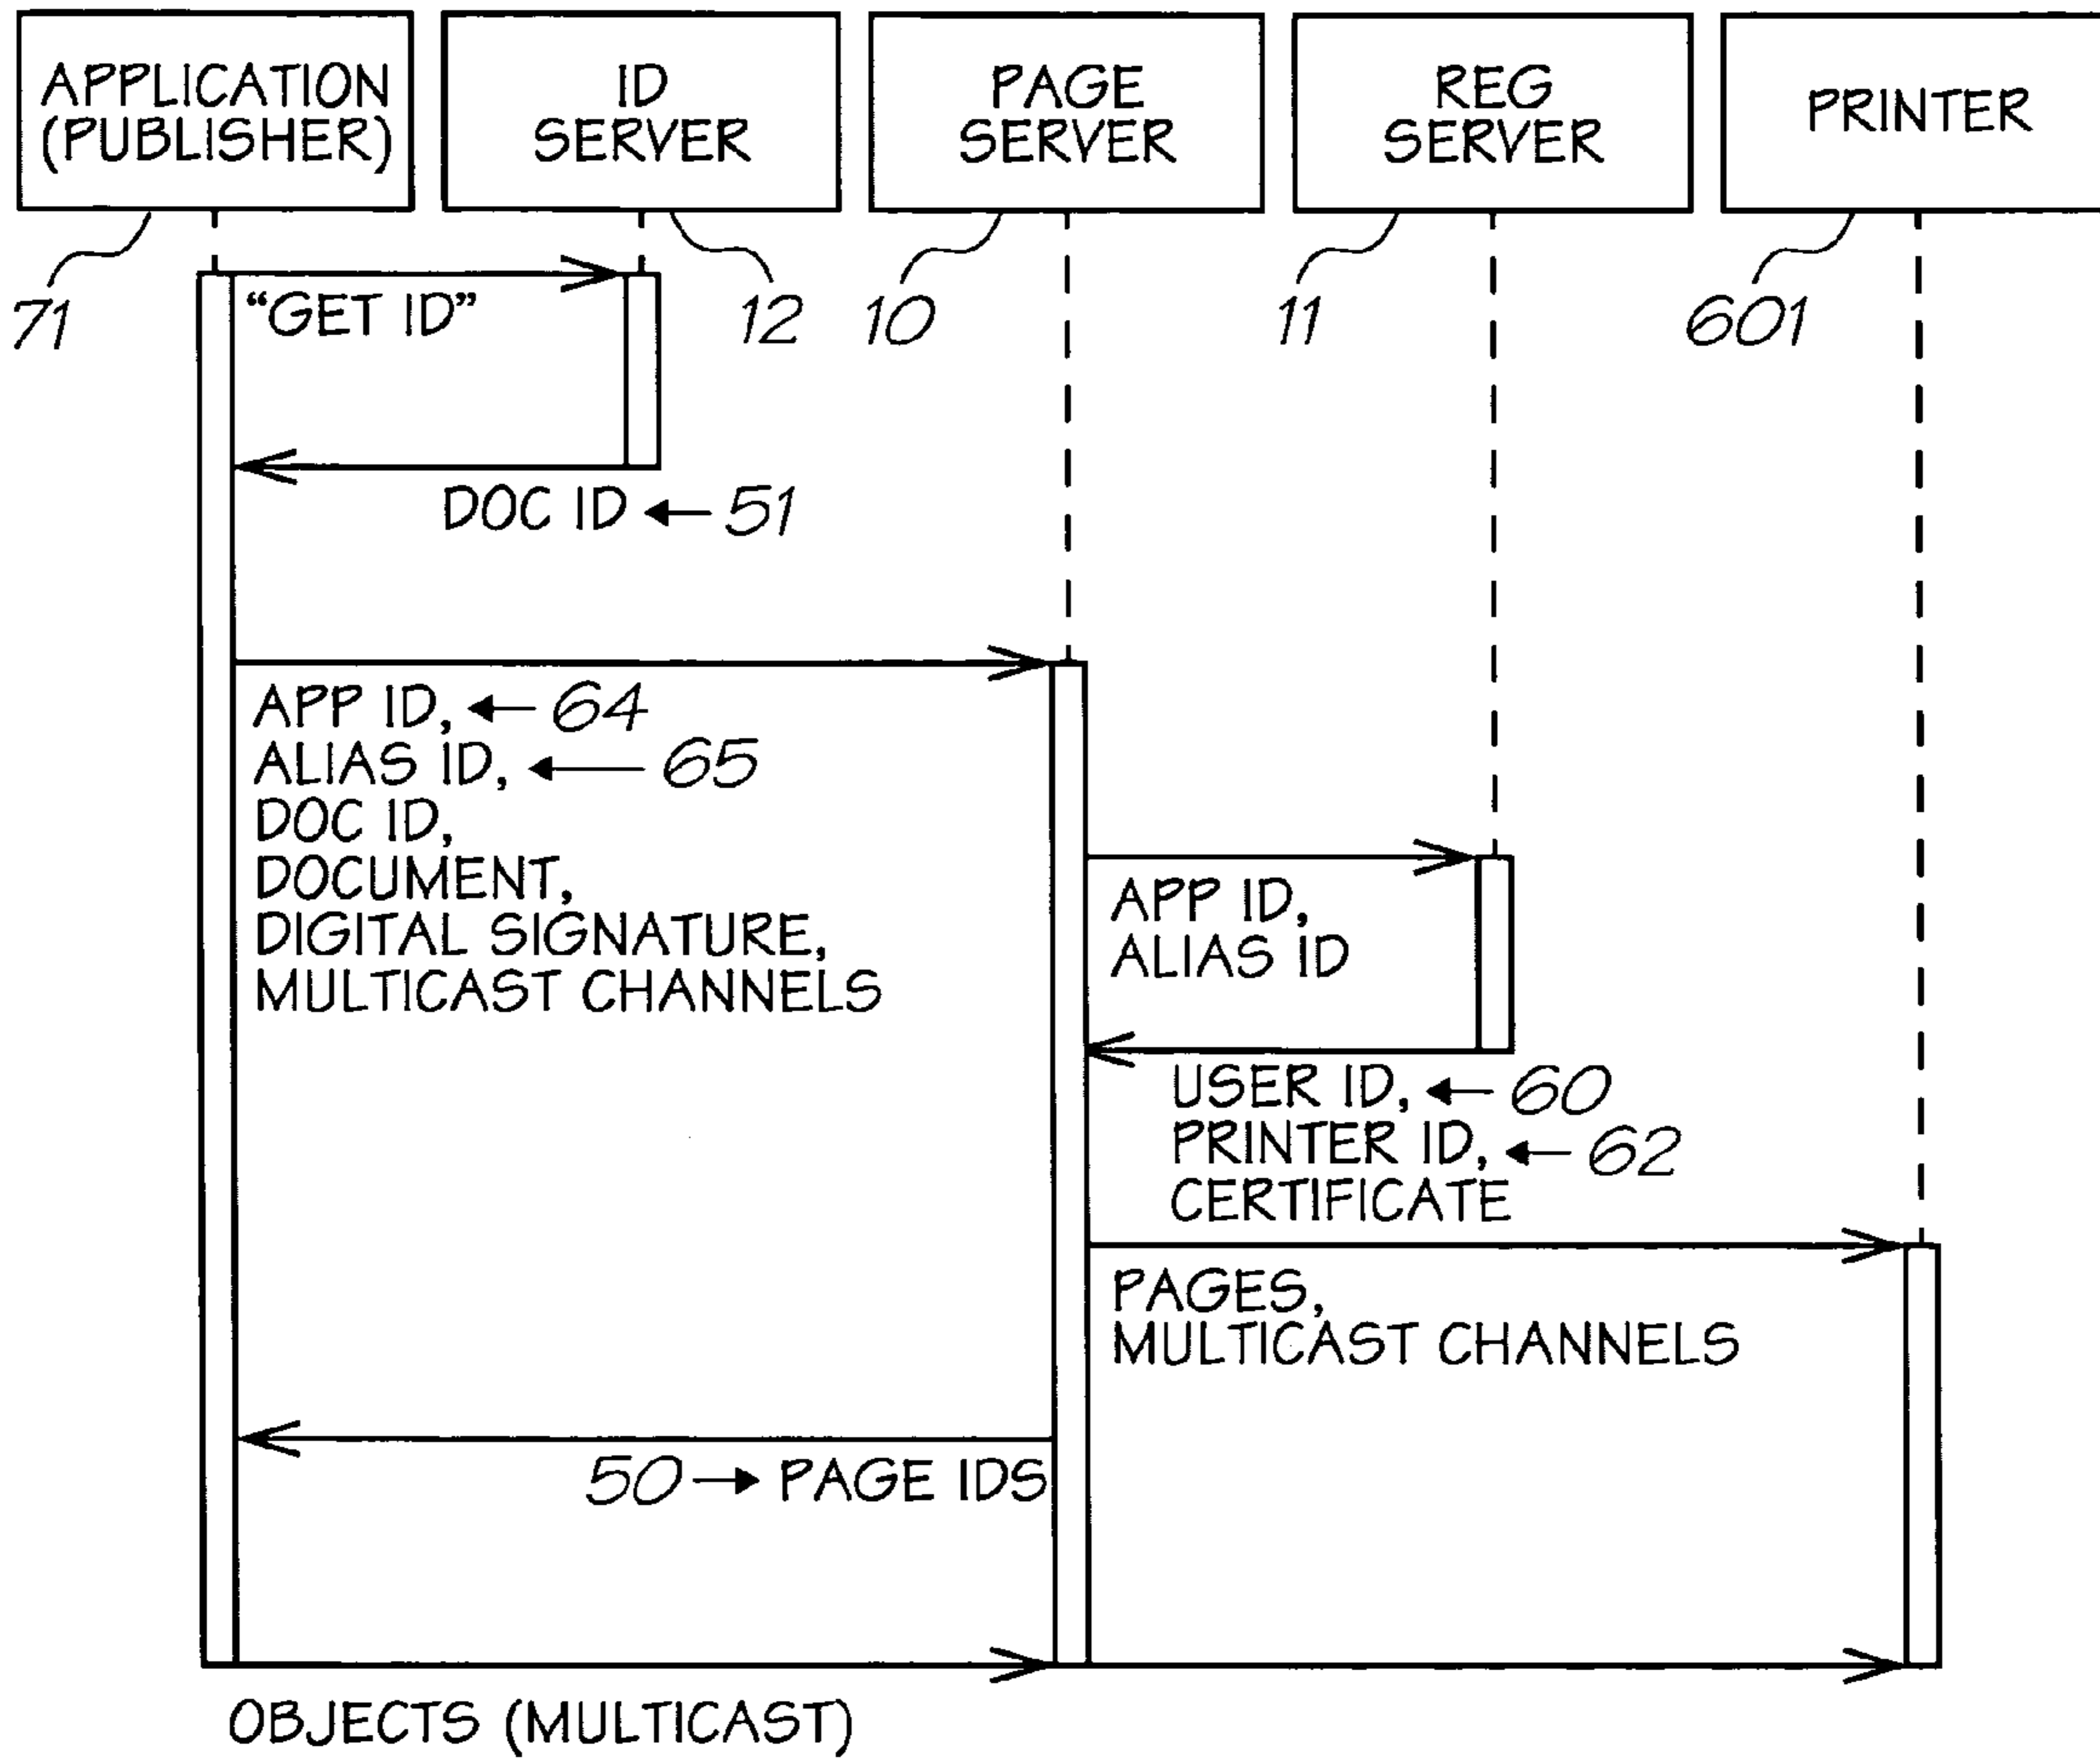 APPLICATION
(PUBLISHER)
ID
SERVER
PAGE
SERVER
REG
SERVER
PRINTER
71
12
10
11
601
“GET ID”
DOC ID ← 51
APP ID, ← 64
ALIAS ID, ← 65
DOC ID,
DOCUMENT,
DIGITAL SIGNATURE,
MULTICAST CHANNELS
APP ID,
ALIAS ID
USER ID, ← 60
PRINTER ID, ← 62
CERTIFICATE
PAGES,
MULTICAST CHANNELS
50 → PAGE IDS
OBJECTS (MULTICAST)